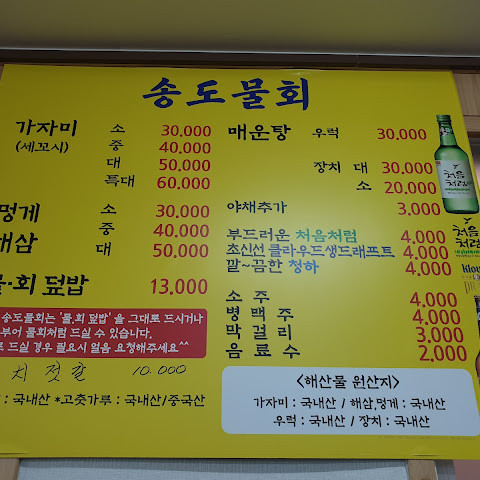 송도물회
가자미 소 30,000
(세꼬시) 중 40,000
대 50,000
특대 60,000
멍게 소 30,000
해삼 중 40,000
대 50,000
물·회 덮밥 13,000
송도물회는 '물,회 덮밥' 을 그대로 드시거나
부어 물회처럼 드실 수 있습니다.
드실 경우 필요시 얼음 요청해주세요^^
치 젓갈 10.000
: 국내산 *고춧가루 : 국내산/중국산
매운탕 우럭 30,000
장치 대 30,000
소 20,000
야채추가 3,000
부드러운 처음처럼 4,000
초신선 클라우드생드래프트 4,000
깔~끔한 청하 4,000
소주 4,000
병맥주 4,000
막걸리 3,000
음료수 2,000
<해산물 원산지>
가자미 : 국내산 / 해삼,멍게 : 국내산
우럭 : 국내산 / 장치 : 국내산
처음처럼
처음처럼